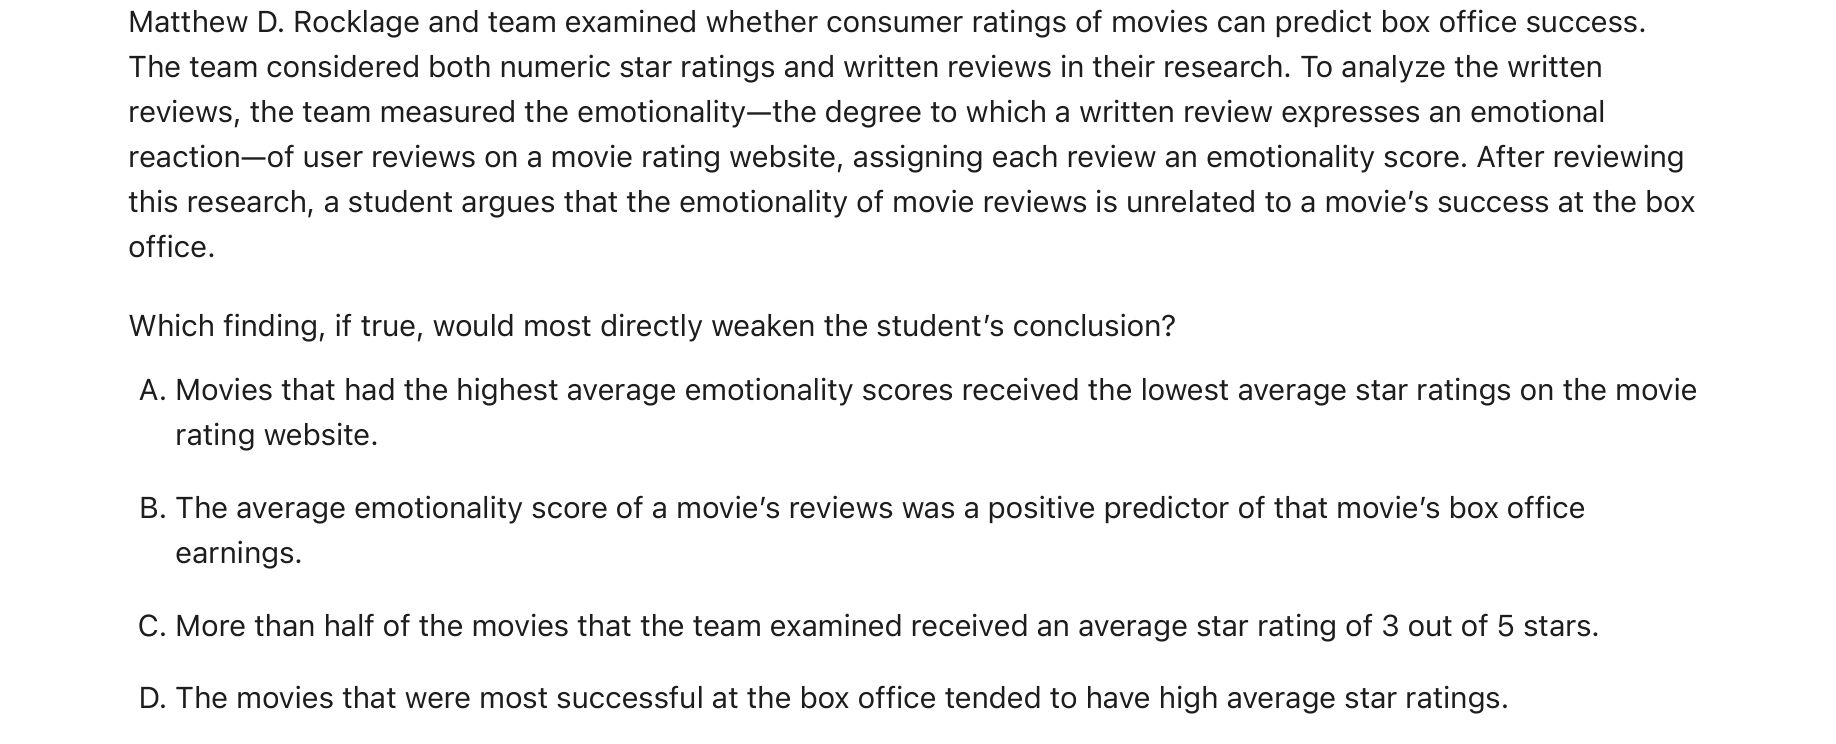 Matthew D. Rocklage and team examined whether consumer ratings of movies can predict box office success.
The team considered both numeric star ratings and written reviews in their research. To analyze the written
reviews, the team measured the emotionality—the degree to which a written review expresses an emotional
reaction—of user reviews on a movie rating website, assigning each review an emotionality score. After reviewing
this research, a student argues that the emotionality of movie reviews is unrelated to a movie’s success at the box
office.
Which finding, if true, would most directly weaken the student’s conclusion?
A. Movies that had the highest average emotionality scores received the lowest average star ratings on the movie
rating website.
B. The average emotionality score of a movie’s reviews was a positive predictor of that movie’s box office
earnings.
C. More than half of the movies that the team examined received an average star rating of 3 out of 5 stars.
D. The movies that were most successful at the box office tended to have high average star ratings.